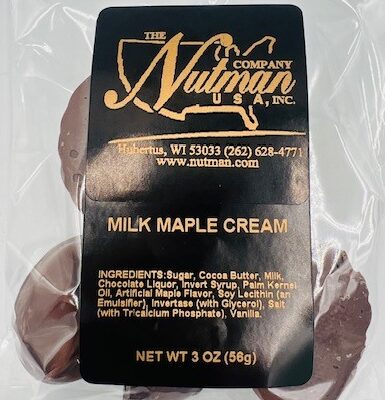 THE
COMPANY
Nutman
USA, INC.
Hubertus, WI 53033 (262) 628-4771
www.nutman.com
MILK MAPLE CREAM
INGREDIENTS:Sugar, Cocoa Butter, Milk,
Chocolate Liquor, Invert Syrup, Palm Kernel
Oil, Artificial Maple Flavor, Soy Lecithin (an
Emulsifier), Invertase (with Glycerol), Salt
(with Tricalcium Phosphate), Vanilla.
NET WT 3 OZ (56g)